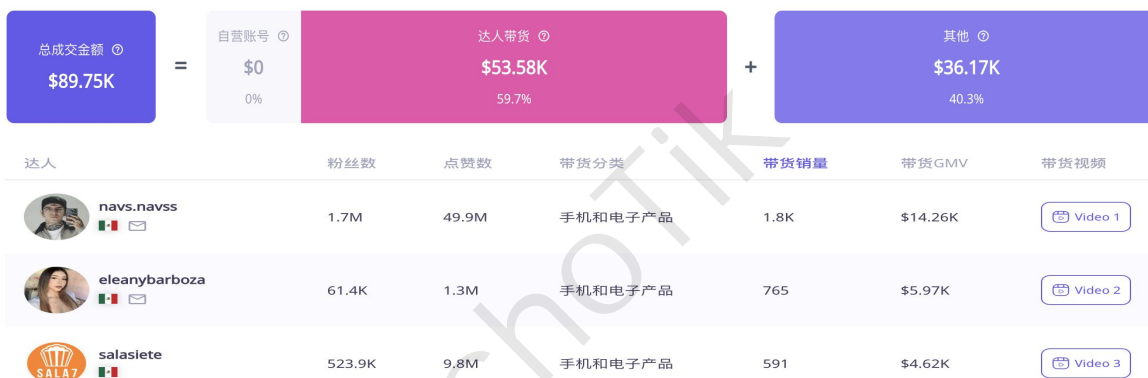 总成交金额
$89.75K
=
自营账号
$0
0%
达人带货
$53.58K
59.7%
+
其他
$36.17K
40.3%
达人 粉丝数 点赞数 带货分类 带货销量 带货GMV 带货视频
navs.navss
1.7M 49.9M 手机和电子产品 1.8K $14.26K Video 1
eleanybarboza
61.4K 1.3M 手机和电子产品 765 $5.97K Video 2
salasiete
523.9K 9.8M 手机和电子产品 591 $4.62K Video 3
SALA7